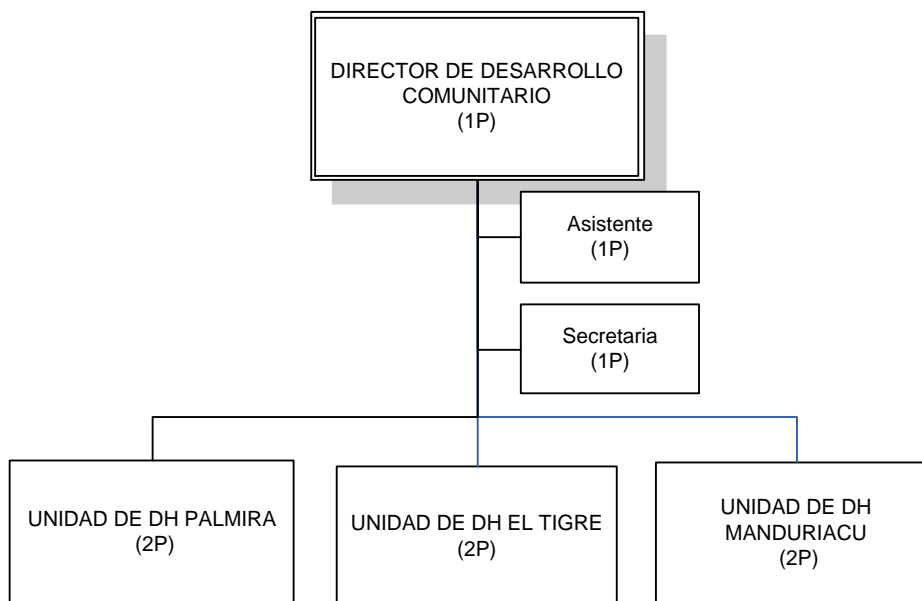 DIRECTOR DE DESARROLLO
COMUNITARIO
(1P)
Asistente
(1P)
Secretaria
(1P)
UNIDAD DE DH PALMIRA
(2P)
UNIDAD DE DH EL TIGRE
(2P)
UNIDAD DE DH
MANDURIACU
(2P)